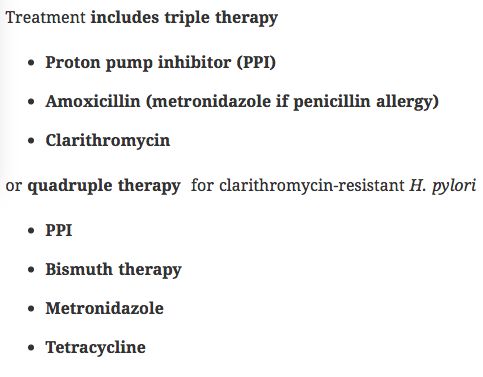 Treatment includes triple therapy
• Proton pump inhibitor (PPI)
• Amoxicillin (metronidazole if penicillin allergy)
• Clarithromycin
or quadruple therapy for clarithromycin-resistant H. pylori
• PPI
• Bismuth therapy
• Metronidazole
• Tetracycline